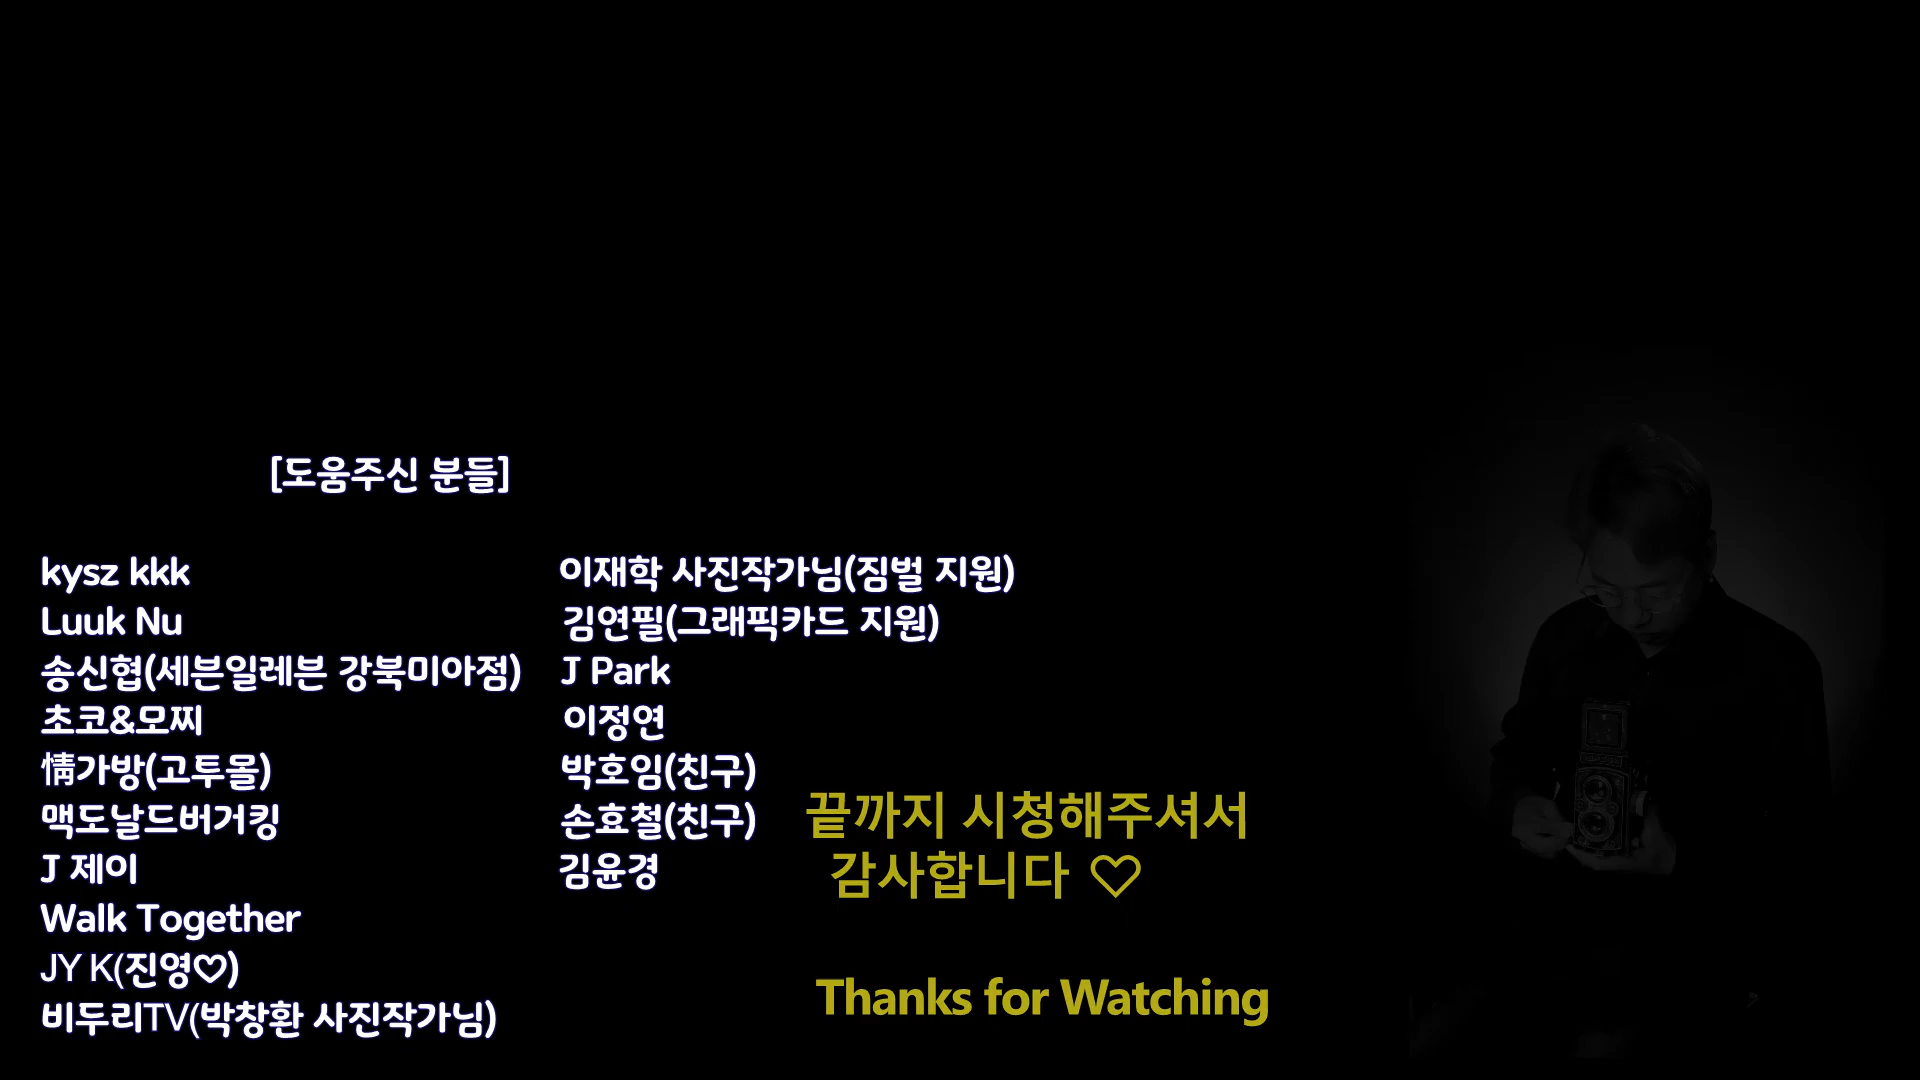 [도움주신 분들]
kysz kkk
Luuk Nu
송신협(세븐일레븐 강북미아점)
초코&모찌
情가방(고투몰)
맥도날드버거킹
J 제이
Walk Together
JY K(진영♡)
비두리TV(박창환 사진작가님)
이재학 사진작가님(짐벌 지원)
김연필(그래픽카드 지원)
J Park
이정연
박호임(친구)
손효철(친구)
김윤경
끝까지 시청해주셔서
감사합니다 ♡
Thanks for Watching